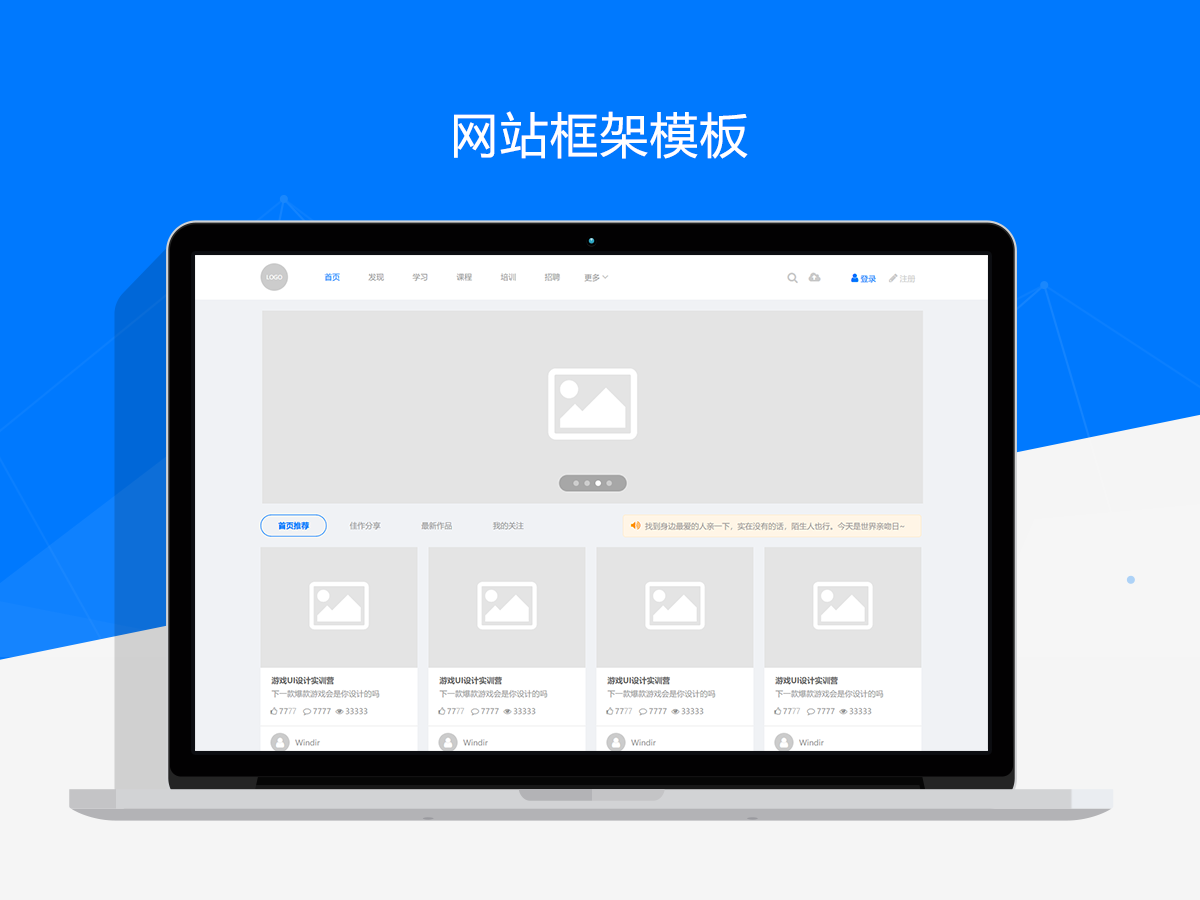 网站框架模板
LOGO 首页 发现 学习 课程 培训 招聘 更多 登录 注册
首页推荐 佳作分享 最新作品 我的关注 找到身边最爱的人亲一下，实在没有的话，陌生人也行。今天是世界亲吻日~
游戏UI设计实训营 游戏UI设计实训营 游戏UI设计实训营 游戏UI设计实训营
下一款爆款游戏会是你设计的吗 下一款爆款游戏会是你设计的吗 下一款爆款游戏会是你设计的吗 下一款爆款游戏会是你设计的吗
7777 7777 33333 7777 7777 33333 7777 7777 33333 7777 7777 33333
Windir Windir Windir Windir